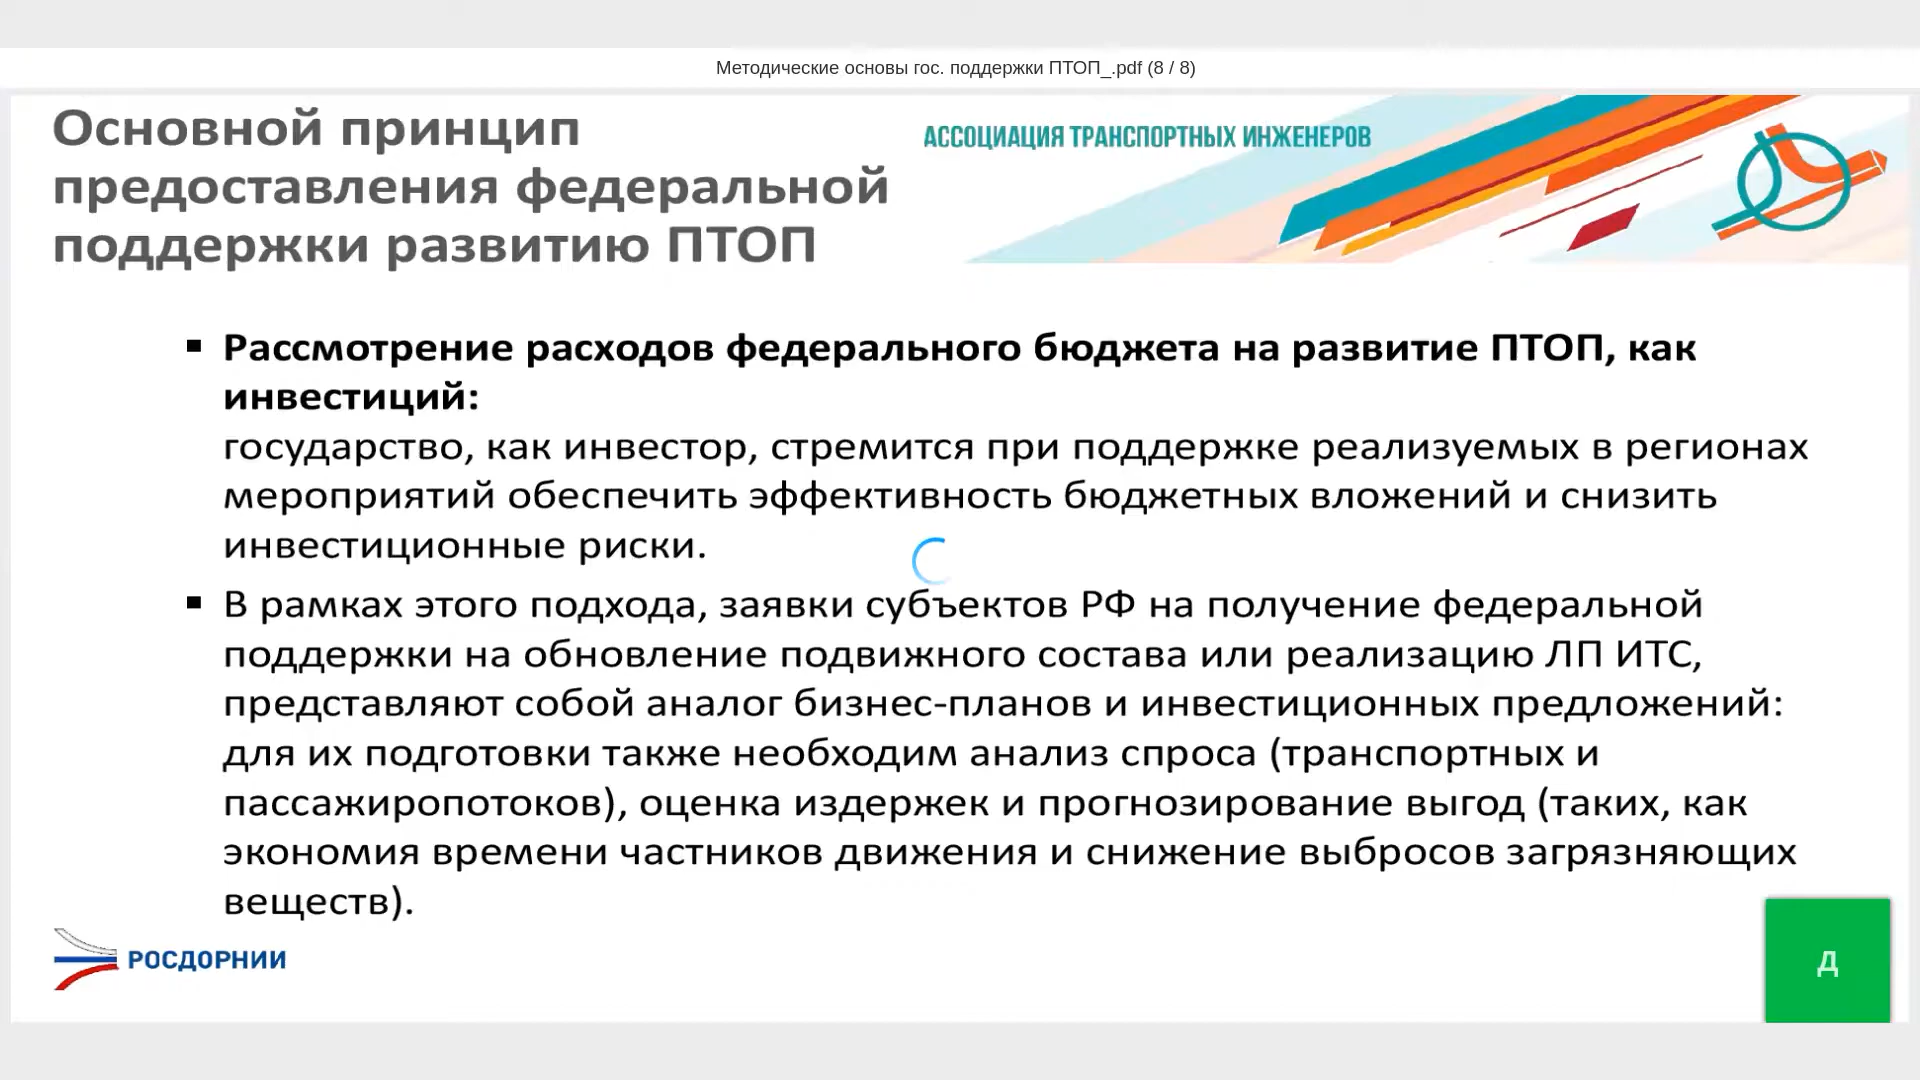 Методические основы гос. поддержки ПТОП_.pdf (8 / 8)
Основной принцип
предоставления федеральной
поддержки развитию ПТОП
АССОЦИАЦИЯ ТРАНСПОРТНЫХ ИНЖЕНЕРОВ
▪ Рассмотрение расходов федерального бюджета на развитие ПТОП, как
инвестиций:
государство, как инвестор, стремится при поддержке реализуемых в регионах
мероприятий обеспечить эффективность бюджетных вложений и снизить
инвестиционные риски.
▪ В рамках этого подхода, заявки субъектов РФ на получение федеральной
поддержки на обновление подвижного состава или реализацию ЛП ИТС,
представляют собой аналог бизнес-планов и инвестиционных предложений:
для их подготовки также необходим анализ спроса (транспортных и
пассажиропотоков), оценка издержек и прогнозирование выгод (таких, как
экономия времени частников движения и снижение выбросов загрязняющих
веществ).
РОСДОРНИИ
Д